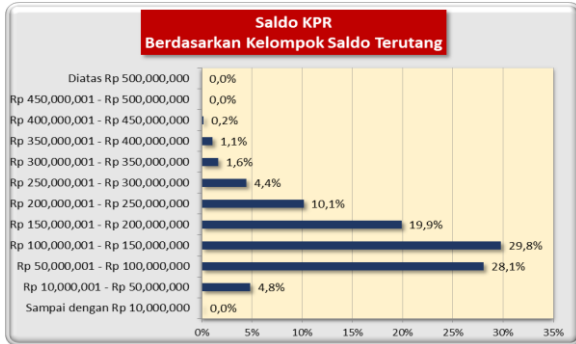 Saldo KPR
Berdasarkan Kelompok Saldo Terutang
Diatas Rp 500,000,000 0,0%
Rp 450,000,001 - Rp 500,000,000 0,0%
Rp 400,000,001 - Rp 450,000,000 0,2%
Rp 350,000,001 - Rp 400,000,000 1,1%
Rp 300,000,001 - Rp 350,000,000 1,6%
Rp 250,000,001 - Rp 300,000,000 4,4%
Rp 200,000,001 - Rp 250,000,000 10,1%
Rp 150,000,001 - Rp 200,000,000 19,9%
Rp 100,000,001 - Rp 150,000,000 29,8%
Rp 50,000,001 - Rp 100,000,000 28,1%
Rp 10,000,001 - Rp 50,000,000 4,8%
Sampai dengan Rp 10,000,000 0,0%
0% 5% 10% 15% 20% 25% 30% 35%